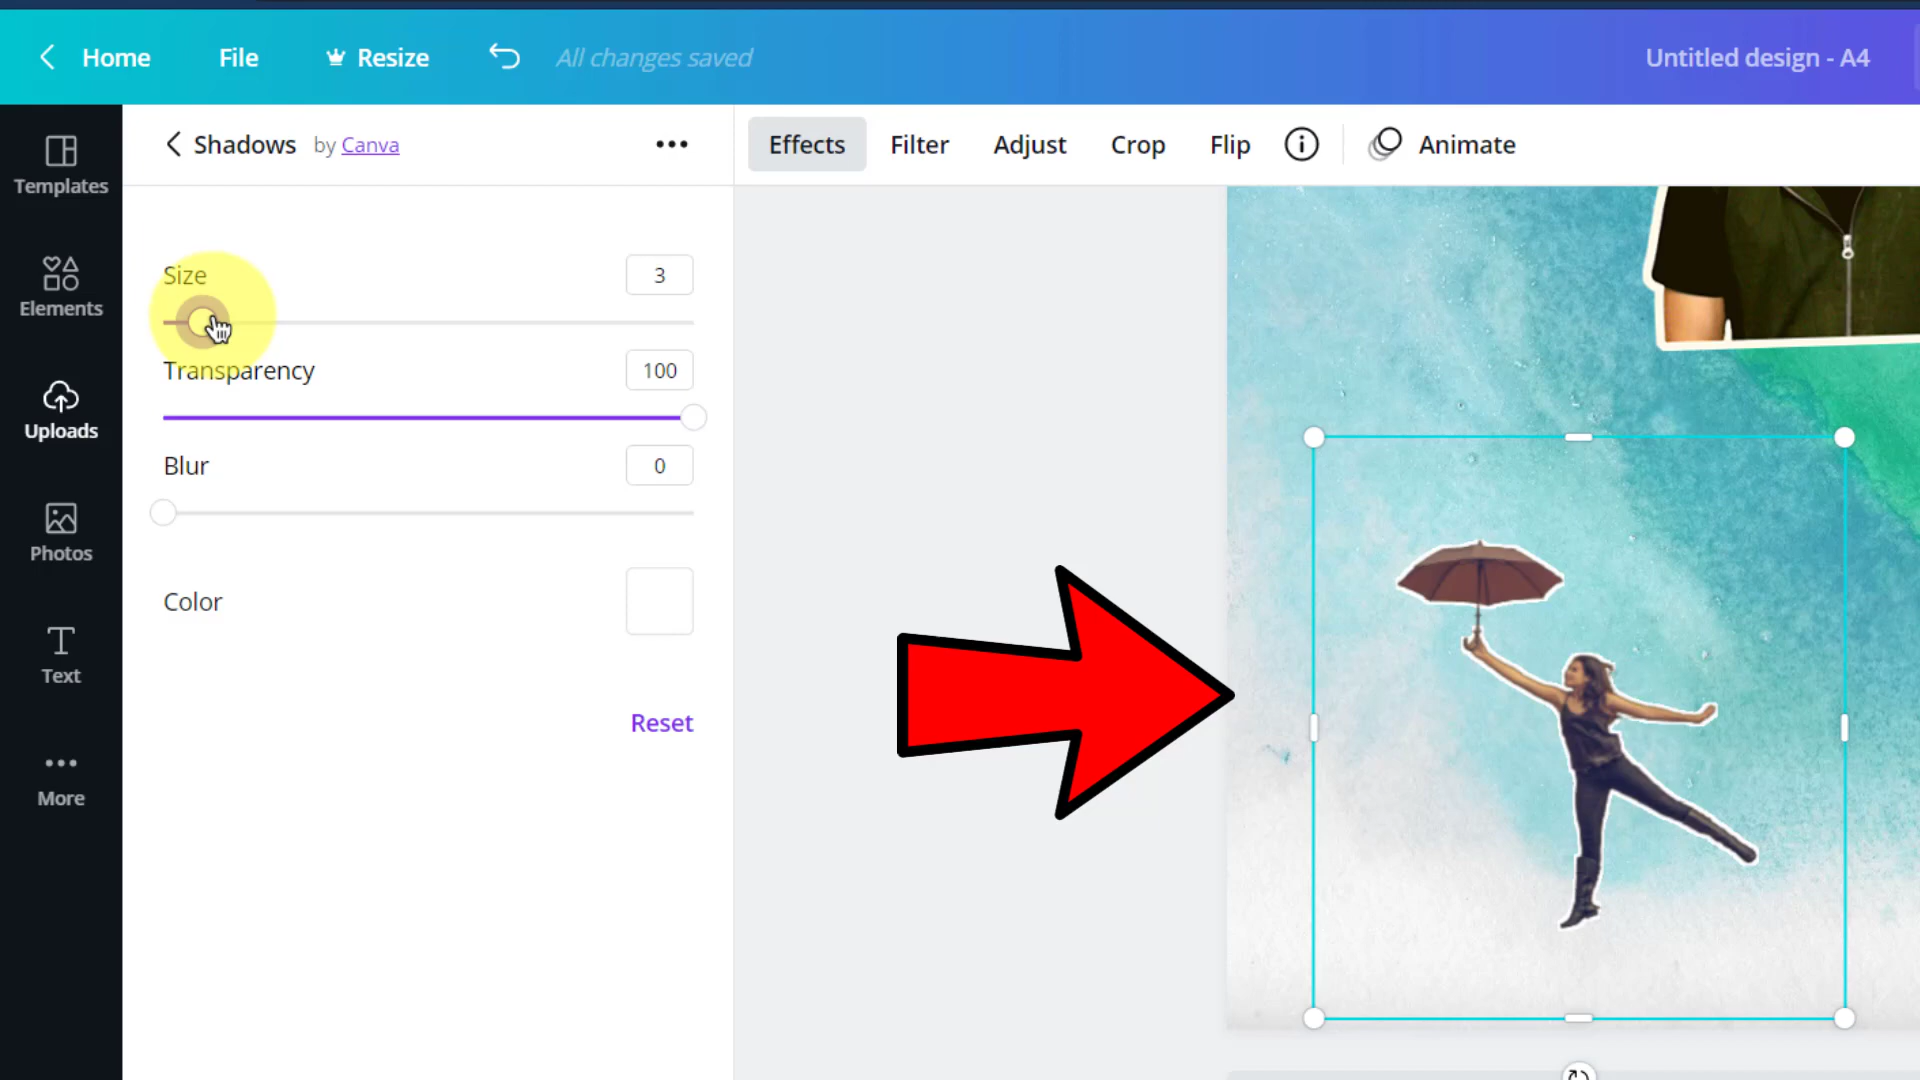 Home File Resize All changes saved Untitled design - A4
Shadows by Canva
Effects Filter Adjust Crop Flip Animate
Templates
Elements
Uploads
Photos
Text
More
Size 3
Transparency 100
Blur 0
Color
Reset